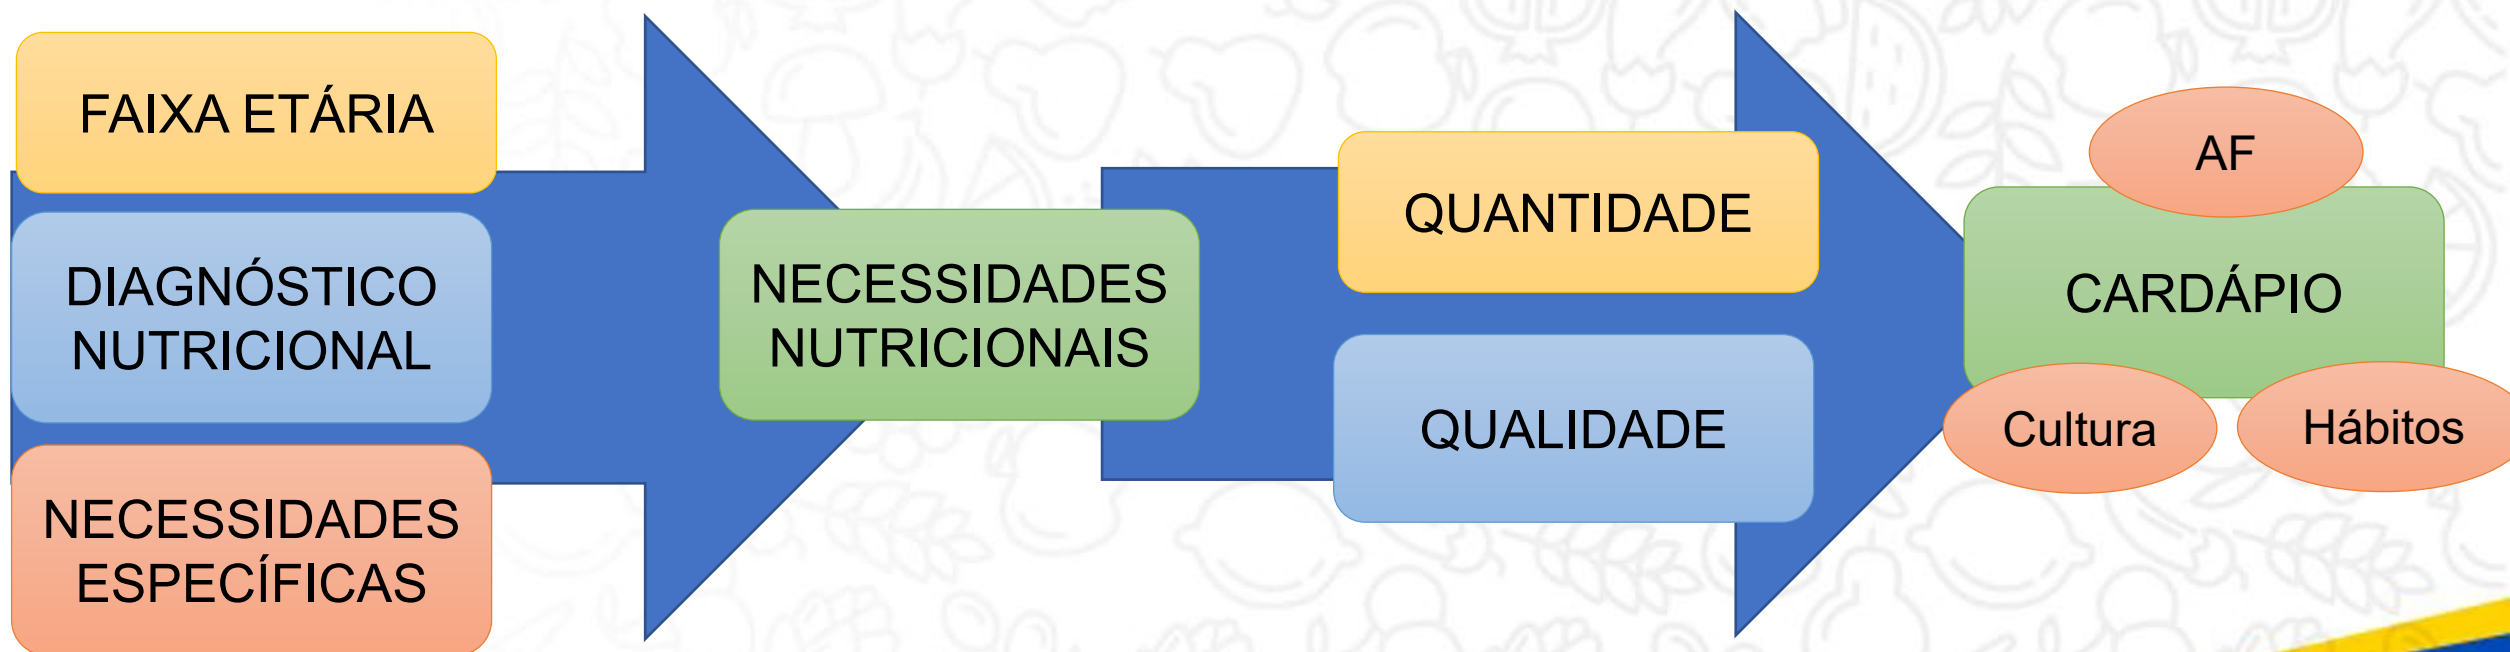 FAIXA ETÁRIA
DIAGNÓSTICO
NUTRICIONAL
NECESSIDADES
ESPECÍFICAS
NECESSIDADES
NUTRICIONAIS
QUANTIDADE
QUALIDADE
AF
CARDÁPIO
Cultura
Hábitos